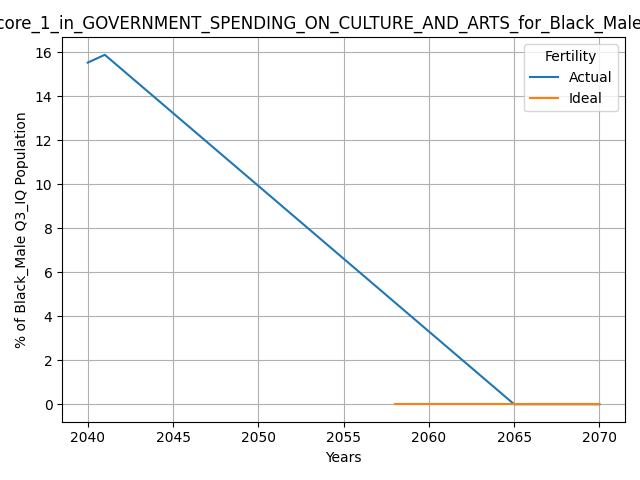 core_1_in_GOVERNMENT_SPENDING_ON_CULTURE_AND_ARTS_for_Black_Male
Fertility
Actual
Ideal
% of Black_Male Q3_IQ Population
16
14
12
10
8
6
4
2
0
2040 2045 2050 2055 2060 2065 2070
Years